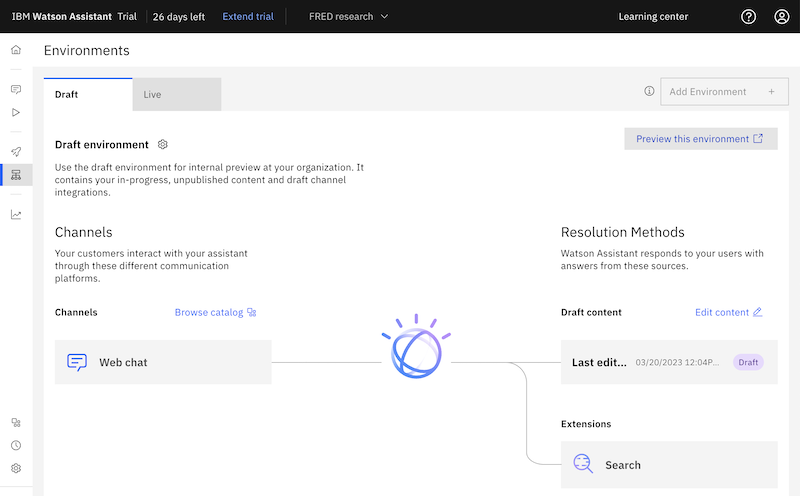 IBM Watson Assistant Trial 26 days left Extend trial FRED research Learning center
Environments
Draft Live Add Environment +
Draft environment Preview this environment
Use the draft environment for internal preview at your organization. It
contains your in-progress, unpublished content and draft channel
integrations.
Channels
Your customers interact with your assistant
through these different communication
platforms.
Resolution Methods
Watson Assistant responds to your users with
answers from these sources.
Channels Browse catalog
Web chat
Draft content Edit content
Last edit... 03/20/2023 12:04P... Draft
Extensions
Search